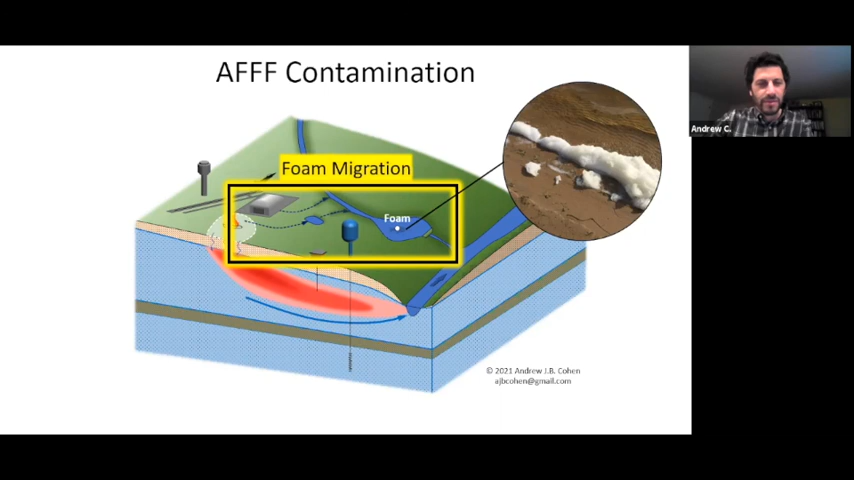 AFFF Contamination
Andrew C.
Foam Migration
Foam
© 2021 Andrew J.B. Cohen
ajbcohen@gmail.com